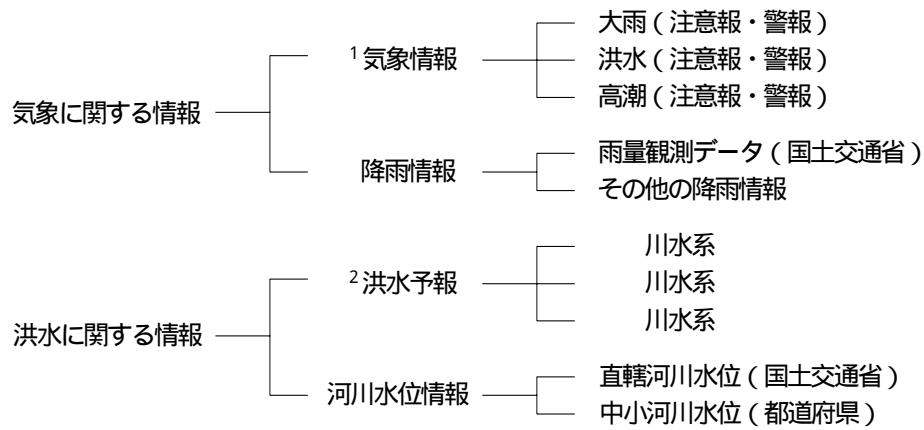 気象に関する情報
1 気象情報
大雨（注意報・警報）
洪水（注意報・警報）
高潮（注意報・警報）
降雨情報
雨量観測データ（国土交通省）
その他の降雨情報
洪水に関する情報
2 洪水予報
川水系
川水系
川水系
河川水位情報
直轄河川水位（国土交通省）
中小河川水位（都道府県）